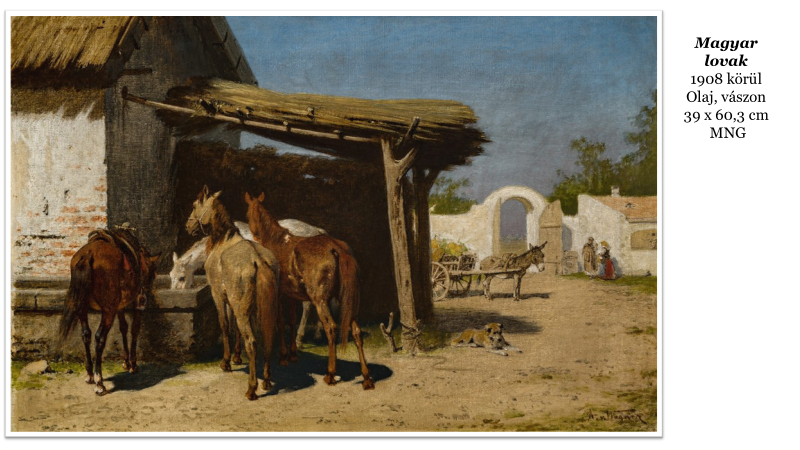 Magyar
lovak
1908 körül
Olaj, vászon
39 x 60,3 cm
MNG